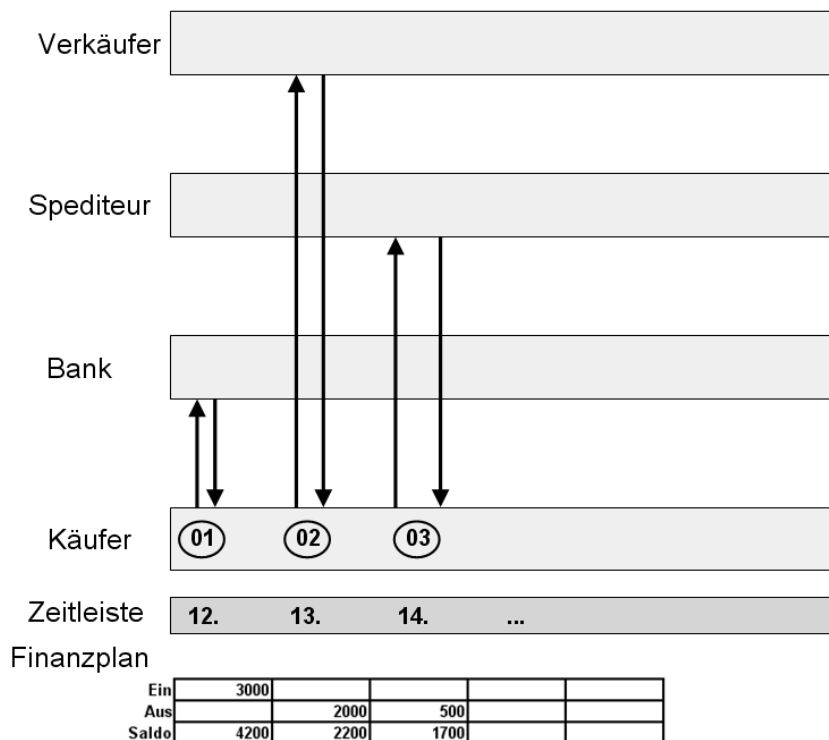 Verkäufer
Spediteur
Bank
Käufer 01 02 03
Zeitleiste 12. 13. 14. ...
Finanzplan
Ein 3000
Aus 2000 500
Saldo 4200 2200 1700